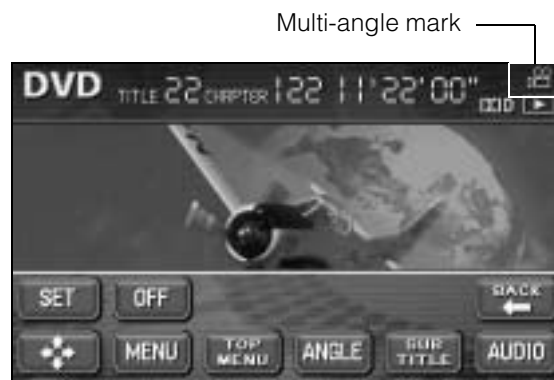 Multi-angle mark
DVD TITLE 22 CHAPTER 122 11'22'00"
SET OFF BACK
MENU TOP MENU ANGLE SUB TITLE AUDIO